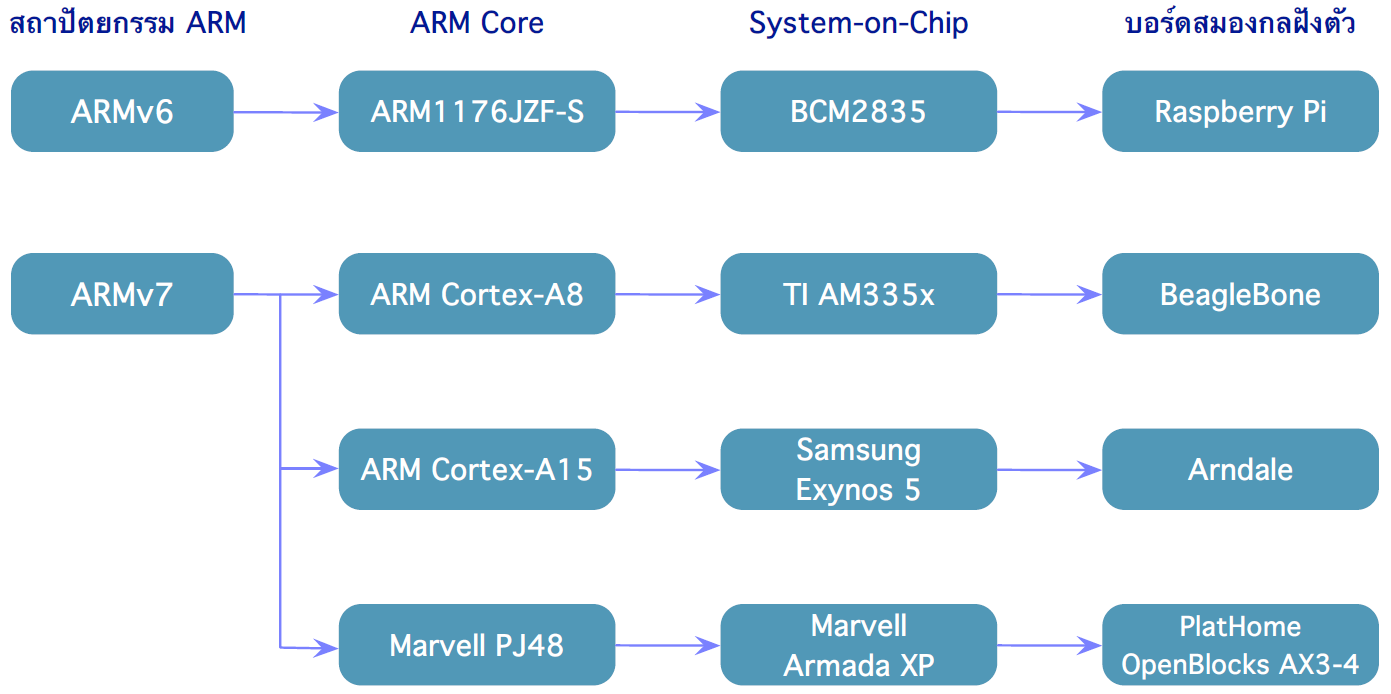 สถาปัตยกรรม ARM
ARM Core
System-on-Chip
บอร์ดสมองกลฝังตัว
ARMv6
ARM1176JZF-S
BCM2835
Raspberry Pi
ARMv7
ARM Cortex-A8
TI AM335x
BeagleBone
ARM Cortex-A15
Samsung
Exynos 5
Arndale
Marvell PJ48
Marvell
Armada XP
PlatHome
OpenBlocks AX3-4